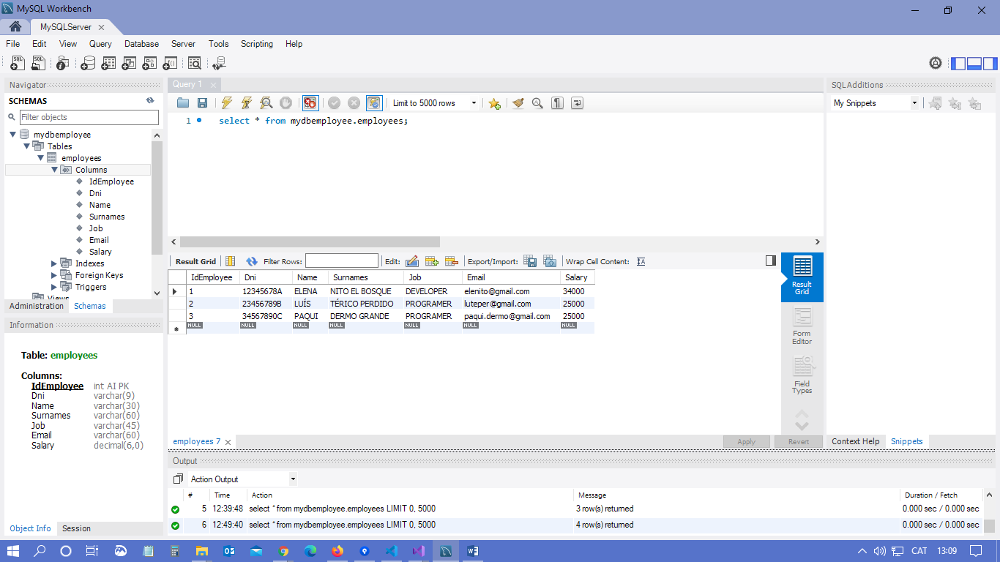 MySQL Workbench
MySQLServer
File Edit View Query Database Server Tools Scripting Help
Navigator
SCHEMAS
Filter objects
mydbemployee
Tables
employees
Columns
IdEmployee
Dni
Name
Surnames
Job
Email
Salary
Indexes
Foreign Keys
Triggers
Views
Administration Schemas
Information
Table: employees
Columns:
IdEmployee int AI PK
Dni varchar(9)
Name varchar(30)
Surnames varchar(60)
Job varchar(45)
Email varchar(60)
Salary decimal(6,0)
Object Info Session
Query 1
Limit to 5000 rows
1 select * from mydbemployee.employees;
Result Grid Filter Rows: Edit: Export/Import: Wrap Cell Content:
IdEmployee Dni Name Surnames Job Email Salary
1 12345678A ELENA NITO EL BOSQUE DEVELOPER elenito@gmail.com 34000
2 23456789B LUÍS TÉRICO PERDIDO PROGRAMER luteper@gmail.com 25000
3 34567890C PAQUI DERMO GRANDE PROGRAMER paqui.dermo@gmail.com 25000
NULL NULL NULL NULL NULL NULL NULL
Result
Grid
Form
Editor
Field
Types
employees 7
Apply Revert
SQLAdditions
My Snippets
Context Help Snippets
Output
Action Output
# Time Action Message Duration / Fetch
5 12:39:48 select * from mydbemployee.employees LIMIT 0, 5000 3 row(s) returned 0.000 sec / 0.000 sec
6 12:49:40 select * from mydbemployee.employees LIMIT 0, 5000 4 row(s) returned 0.000 sec / 0.000 sec
CAT 13:09